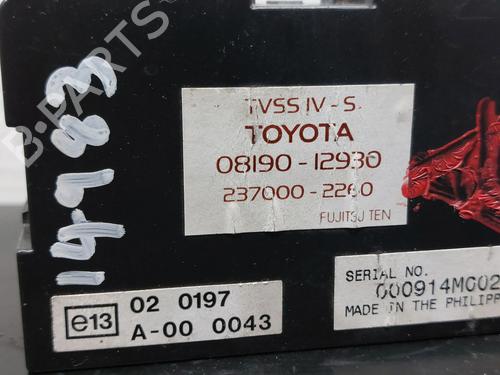 TVSS IV - S
TOYOTA
08190 - 12930
237000 - 2260
FUJITSU TEN
SERIAL NO.
000914MC02
MADE IN THE PHILIPP
e13
02 0197
A-00 0043
B-PARTS